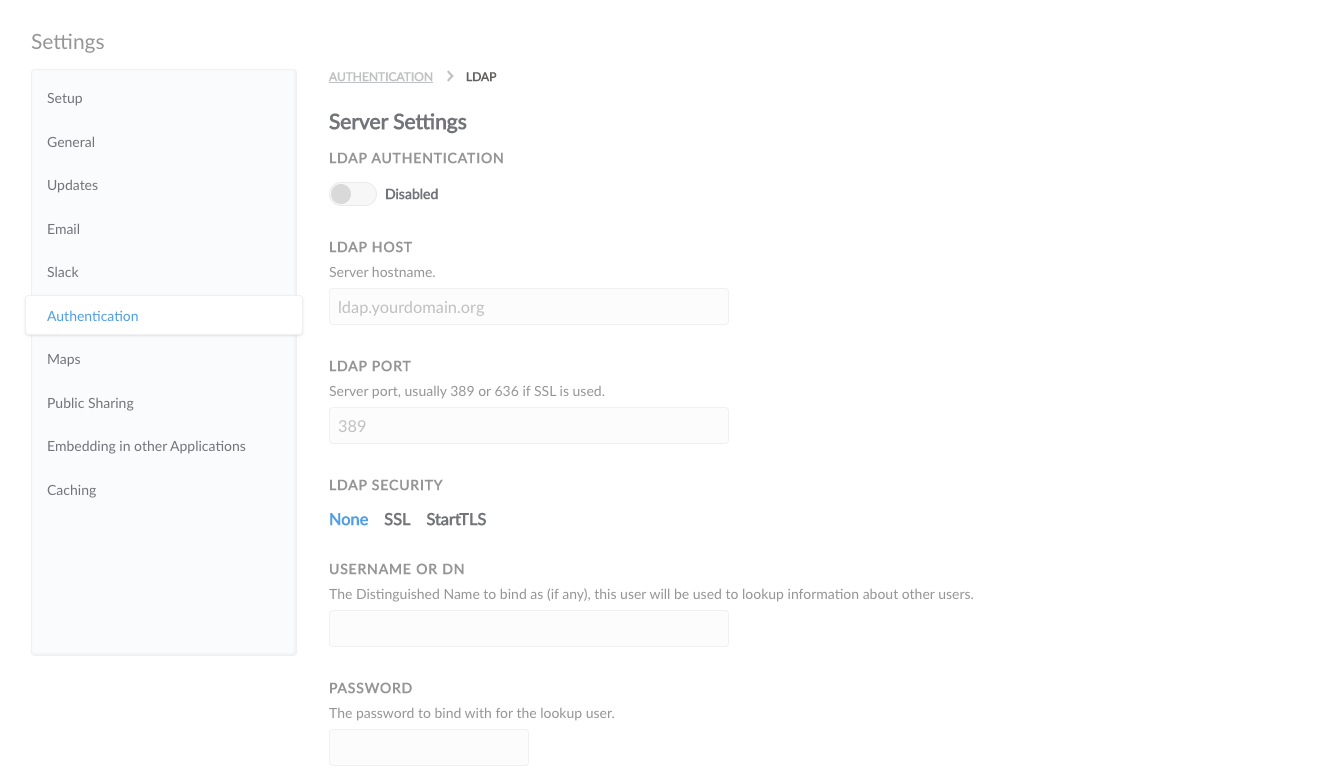 Settings
Setup
General
Updates
Email
Slack
Authentication
Maps
Public Sharing
Embedding in other Applications
Caching
AUTHENTICATION > LDAP
Server Settings
LDAP AUTHENTICATION
Disabled
LDAP HOST
Server hostname.
ldap.yourdomain.org
LDAP PORT
Server port, usually 389 or 636 if SSL is used.
389
LDAP SECURITY
None SSL StartTLS
USERNAME OR DN
The Distinguished Name to bind as (if any), this user will be used to lookup information about other users.
PASSWORD
The password to bind with for the lookup user.